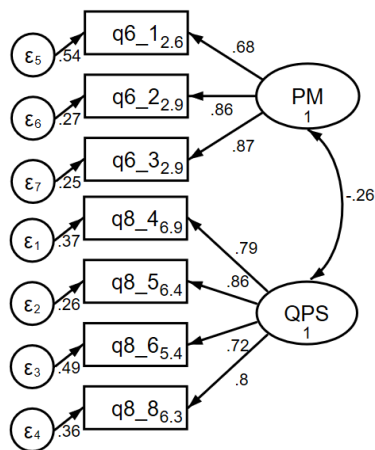 q6_1 2.6
ε5 .54
.68
q6_2 2.9
ε6 .27
.86
PM
1
q6_3 2.9
ε7 .25
.87
q8_4 6.9
ε1 .37
-.26
.79
q8_5 6.4
ε2 .26
.86
QPS
1
q8_6 5.4
ε3 .49
.72
q8_8 6.3
ε4 .36
.8